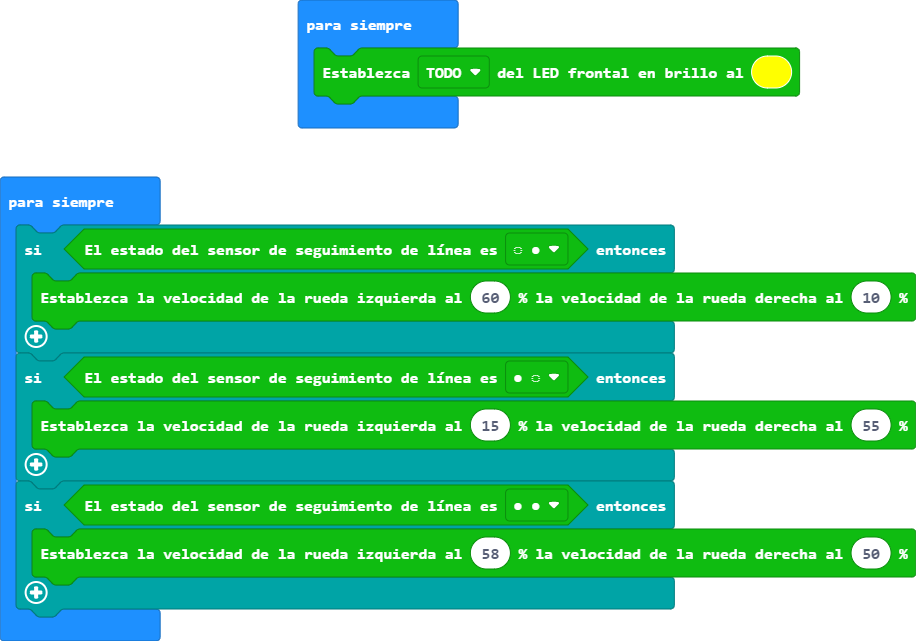 para siempre
Establezca TODO del LED frontal en brillo al
para siempre
si El estado del sensor de seguimiento de línea es entonces
Establezca la velocidad de la rueda izquierda al 60 % la velocidad de la rueda derecha al 10 %
si El estado del sensor de seguimiento de línea es entonces
Establezca la velocidad de la rueda izquierda al 15 % la velocidad de la rueda derecha al 55 %
si El estado del sensor de seguimiento de línea es entonces
Establezca la velocidad de la rueda izquierda al 58 % la velocidad de la rueda derecha al 50 %